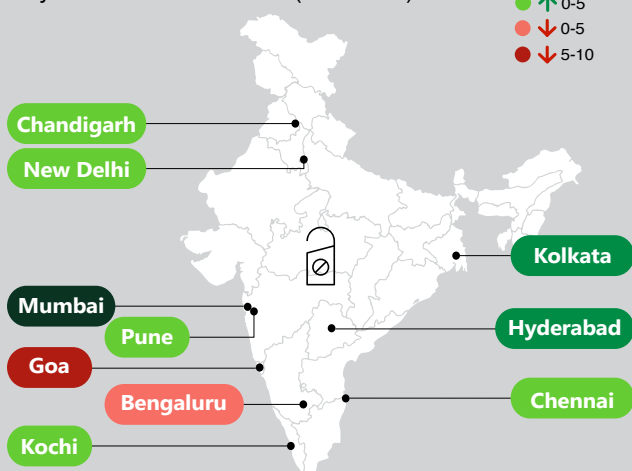 0-5
0-5
5-10
Chandigarh
New Delhi
Kolkata
Mumbai
Pune
Hyderabad
Goa
Bengaluru
Chennai
Kochi